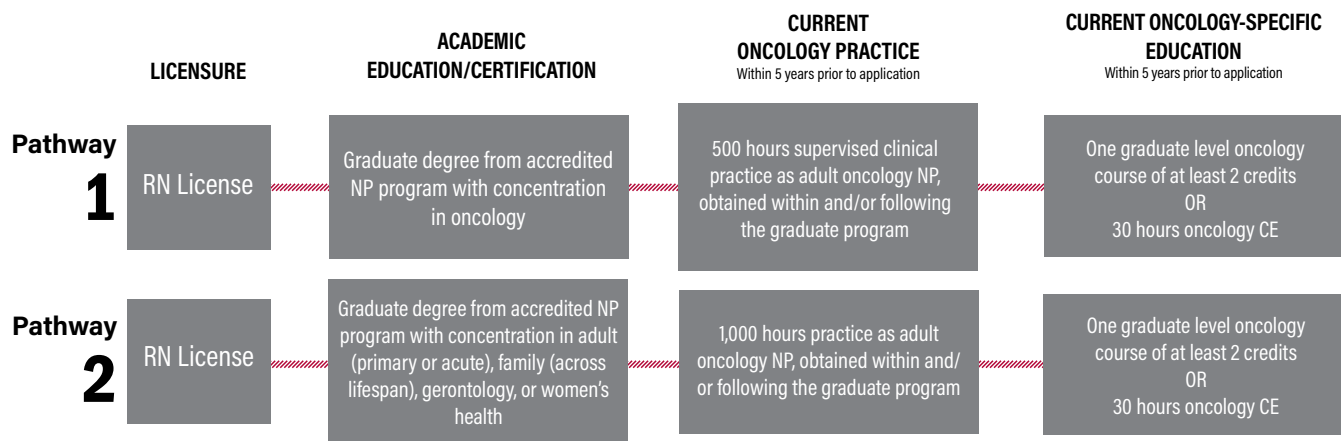 LICENSURE
ACADEMIC
EDUCATION/CERTIFICATION
CURRENT
ONCOLOGY PRACTICE
Within 5 years prior to application
CURRENT ONCOLOGY-SPECIFIC
EDUCATION
Within 5 years prior to application
Pathway
1
RN License
Graduate degree from accredited
NP program with concentration
in oncology
500 hours supervised clinical
practice as adult oncology NP,
obtained within and/or following
the graduate program
One graduate level oncology
course of at least 2 credits
OR
30 hours oncology CE
Pathway
2
RN License
Graduate degree from accredited NP
program with concentration in adult
(primary or acute), family (across
lifespan), gerontology, or women's
health
1,000 hours practice as adult
oncology NP, obtained within and/
or following the graduate program
One graduate level oncology
course of at least 2 credits
OR
30 hours oncology CE